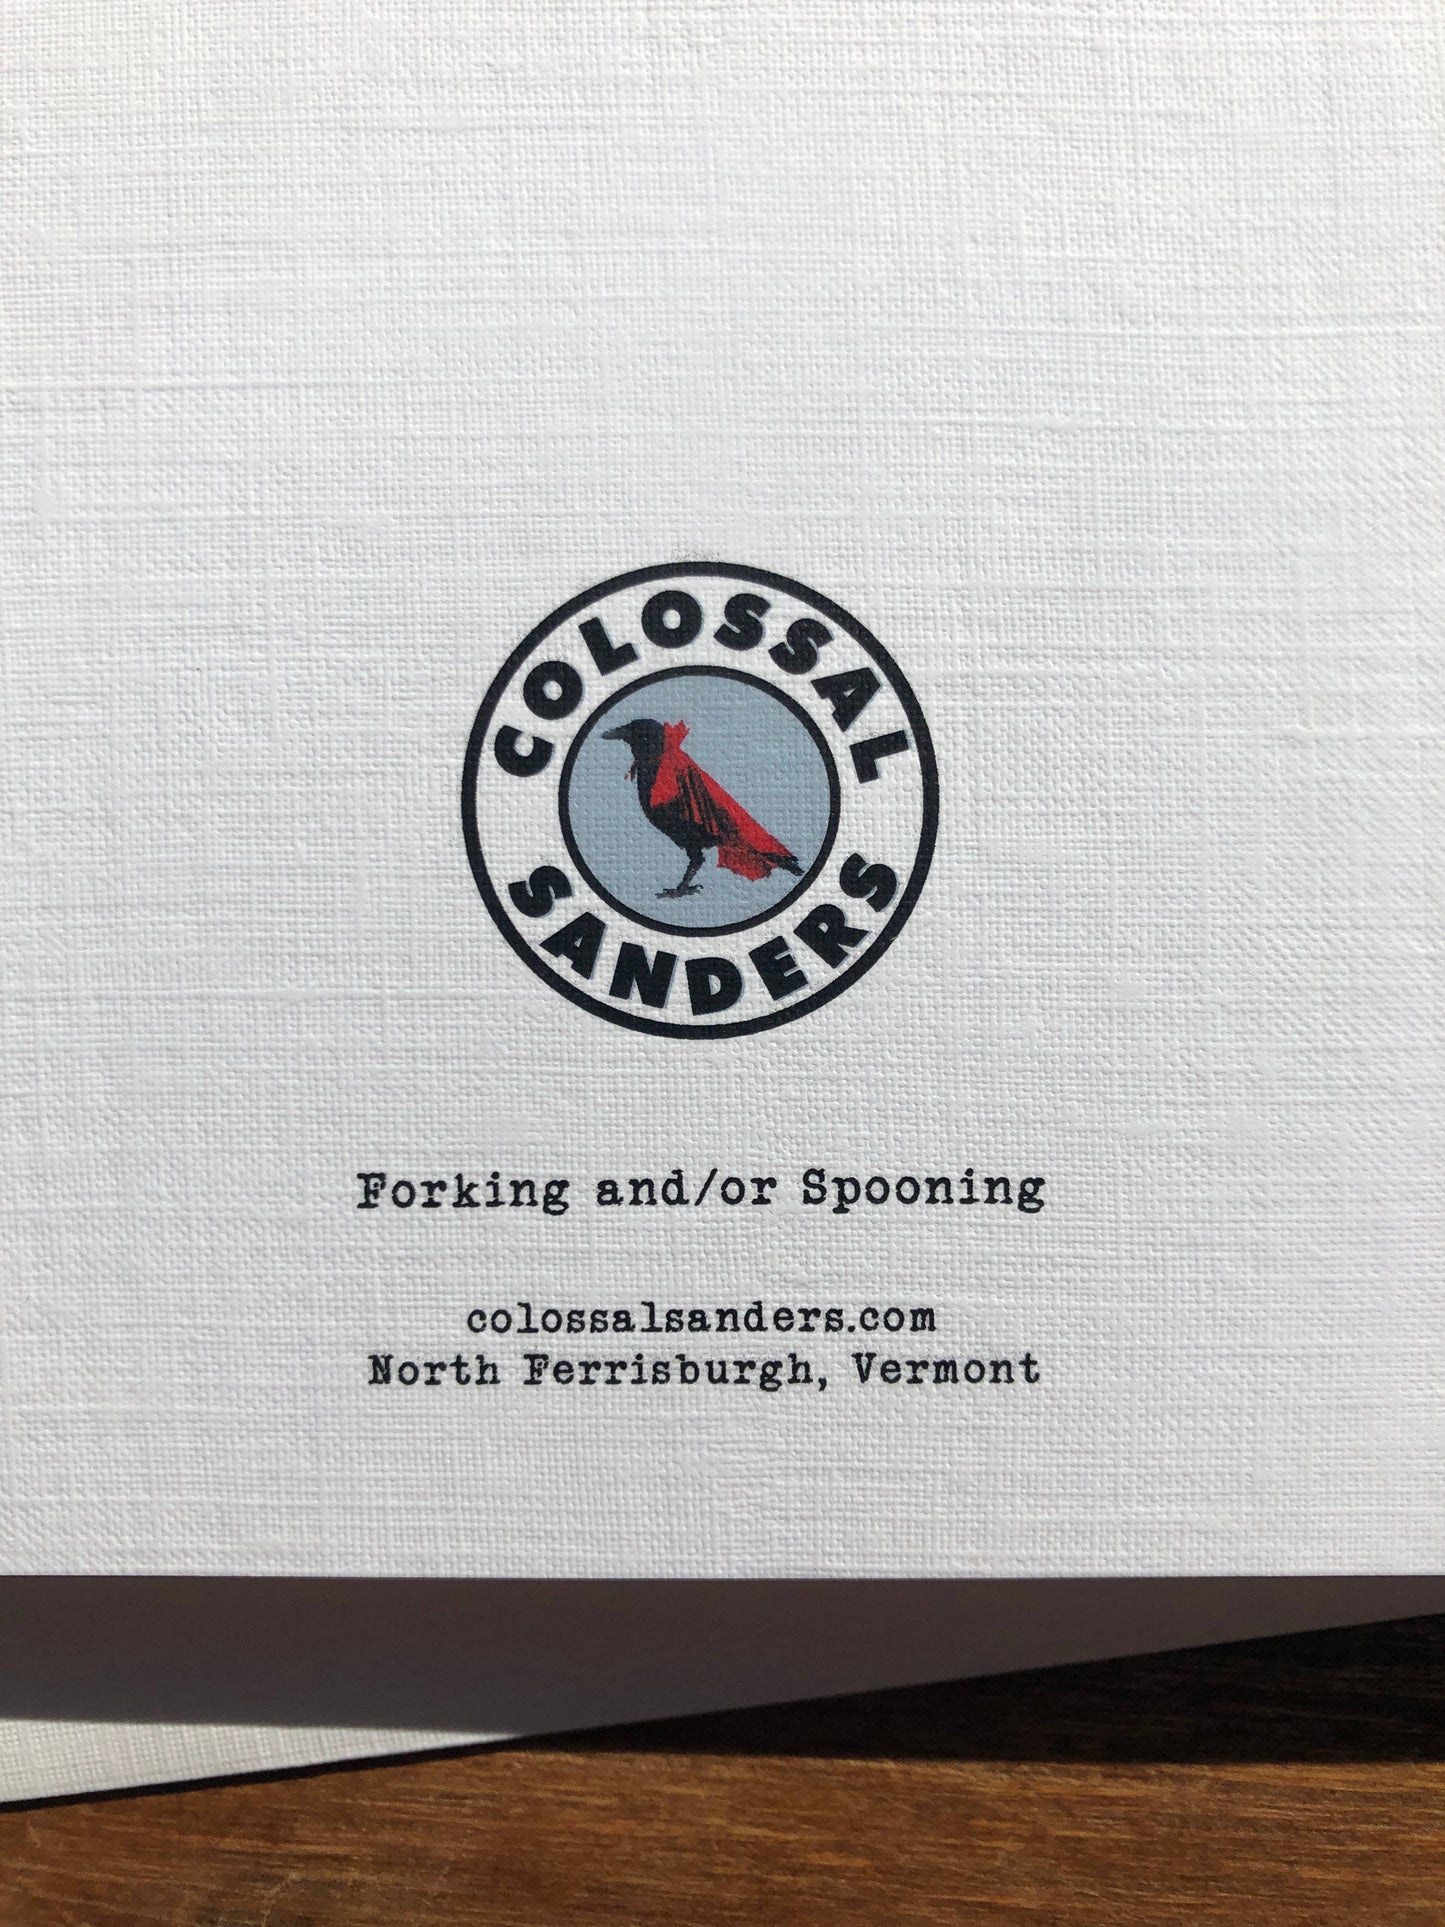 COLOSSAL
SANDERS
Forking and/or Spooning
colossalsanders.com
North Ferrisburgh, Vermont